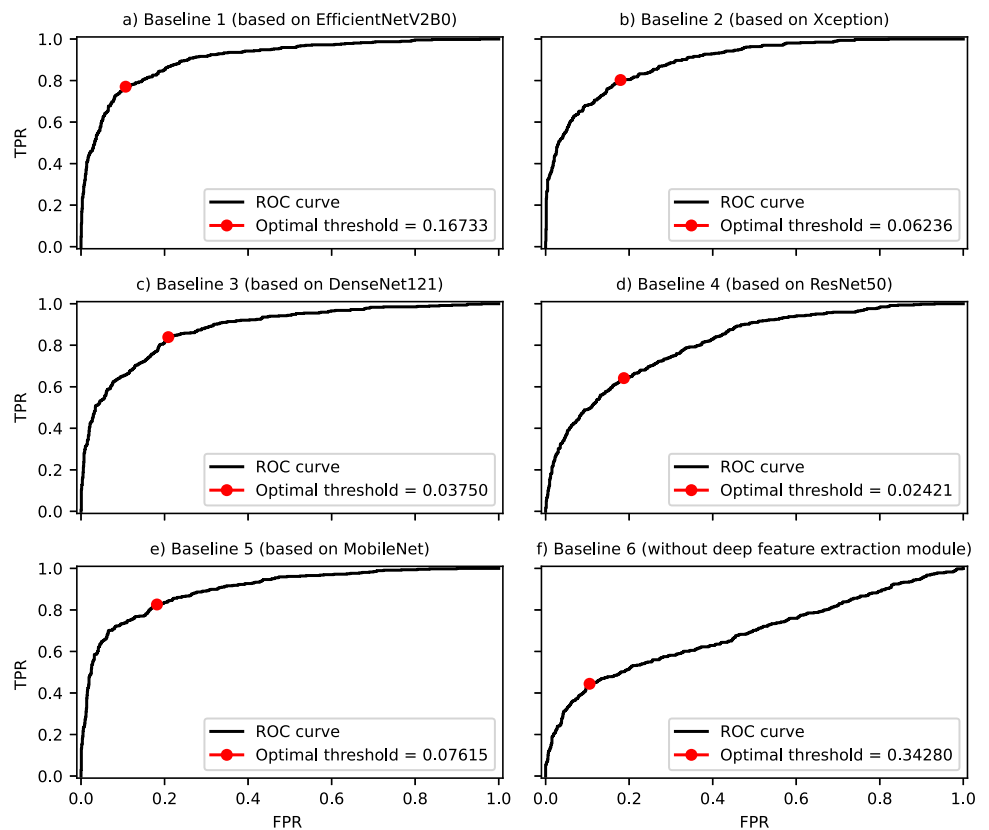 a) Baseline 1 (based on EfficientNetV2B0)
1.0
0.8
0.6
0.4
0.2
0.0
TPR
ROC curve
Optimal threshold = 0.16733
b) Baseline 2 (based on Xception)
ROC curve
Optimal threshold = 0.06236
c) Baseline 3 (based on DenseNet121)
1.0
0.8
0.6
0.4
0.2
0.0
TPR
ROC curve
Optimal threshold = 0.03750
d) Baseline 4 (based on ResNet50)
ROC curve
Optimal threshold = 0.02421
e) Baseline 5 (based on MobileNet)
1.0
0.8
0.6
0.4
0.2
0.0
TPR
ROC curve
Optimal threshold = 0.07615
0.0 0.2 0.4 0.6 0.8 1.0
FPR
f) Baseline 6 (without deep feature extraction module)
ROC curve
Optimal threshold = 0.34280
0.0 0.2 0.4 0.6 0.8 1.0
FPR